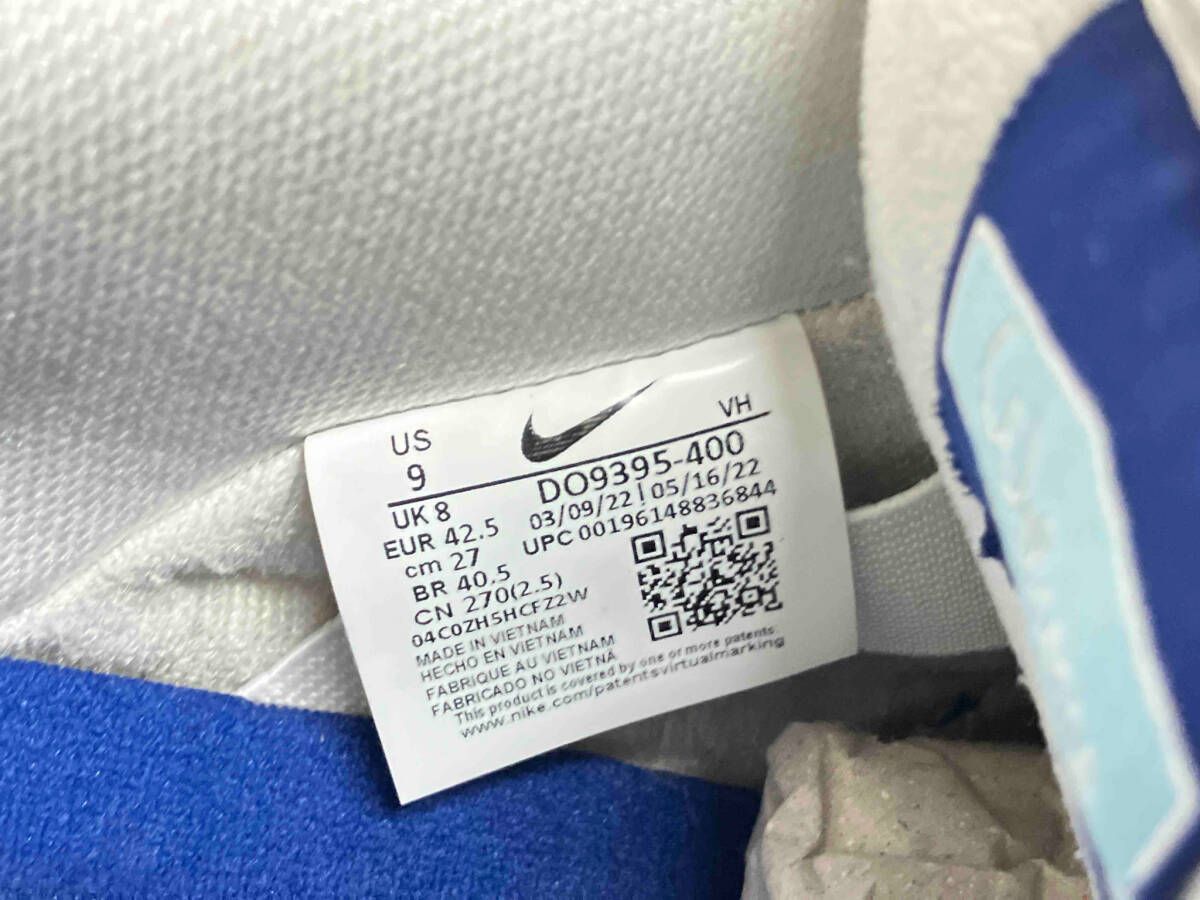 US
9
VH
UK 8
DO9395-400
EUR 42.5
03/09/22 | 05/16/22
cm 27
UPC 00196148836844
BR 40.5
CN 270(2.5)
04C0ZH5HCFZ2W
MADE IN VIETNAM
HECHO EN VIETNAM
FABRIQUE AU VIETNAM
FABRICADO NO VIETNÃ
This product is covered by one or more patents
www.nike.com/patentsvirtualmarking